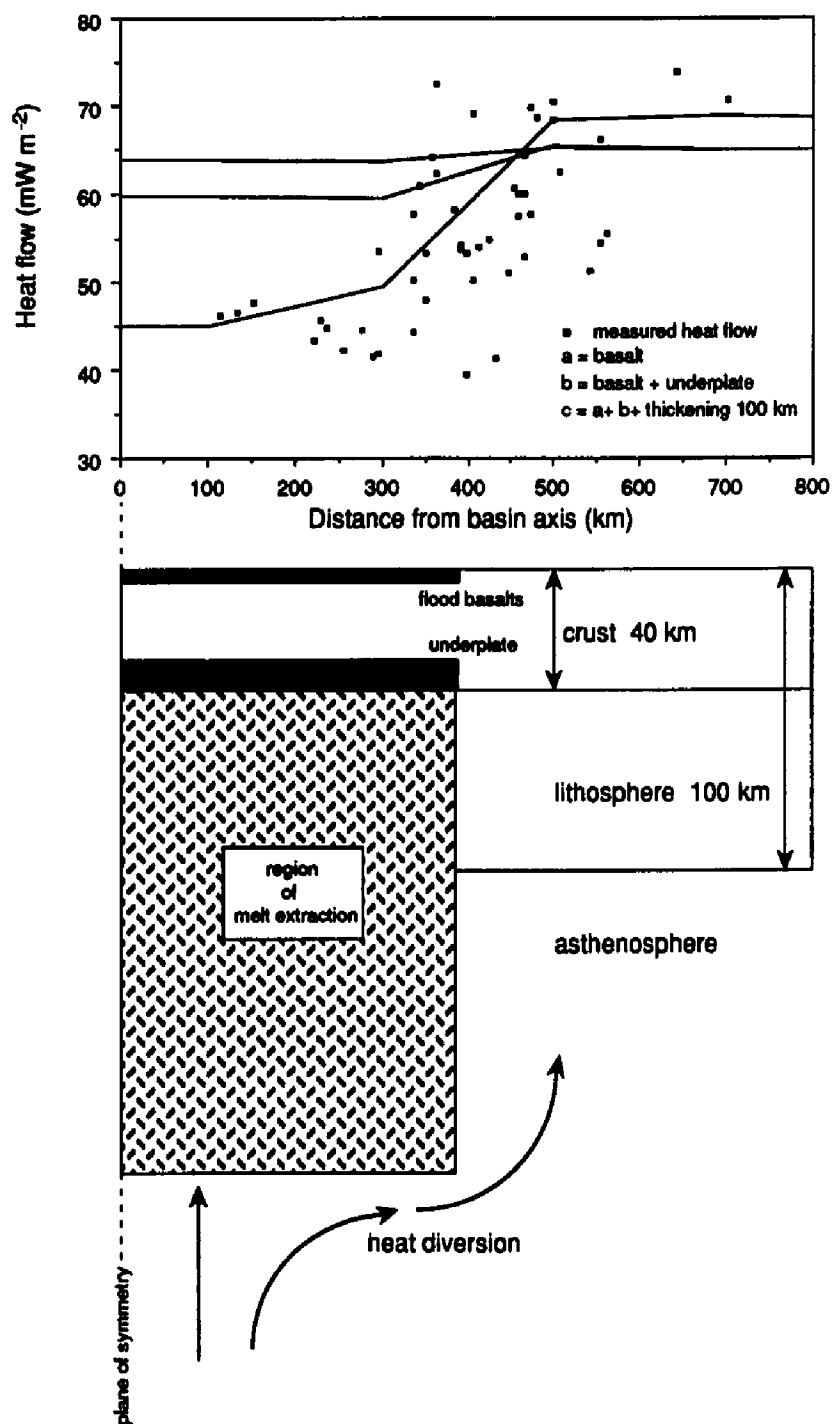 80
70
60
50
40
30
Heat flow (mW m⁻²)
measured heat flow
a = basalt
b = basalt + underplate
c = a+ b+ thickening 100 km
0 100 200 300 400 500 600 700 800
Distance from basin axis (km)
flood basalts
underplate
crust 40 km
lithosphere 100 km
region
of
melt extraction
asthenosphere
heat diversion
plane of symmetry